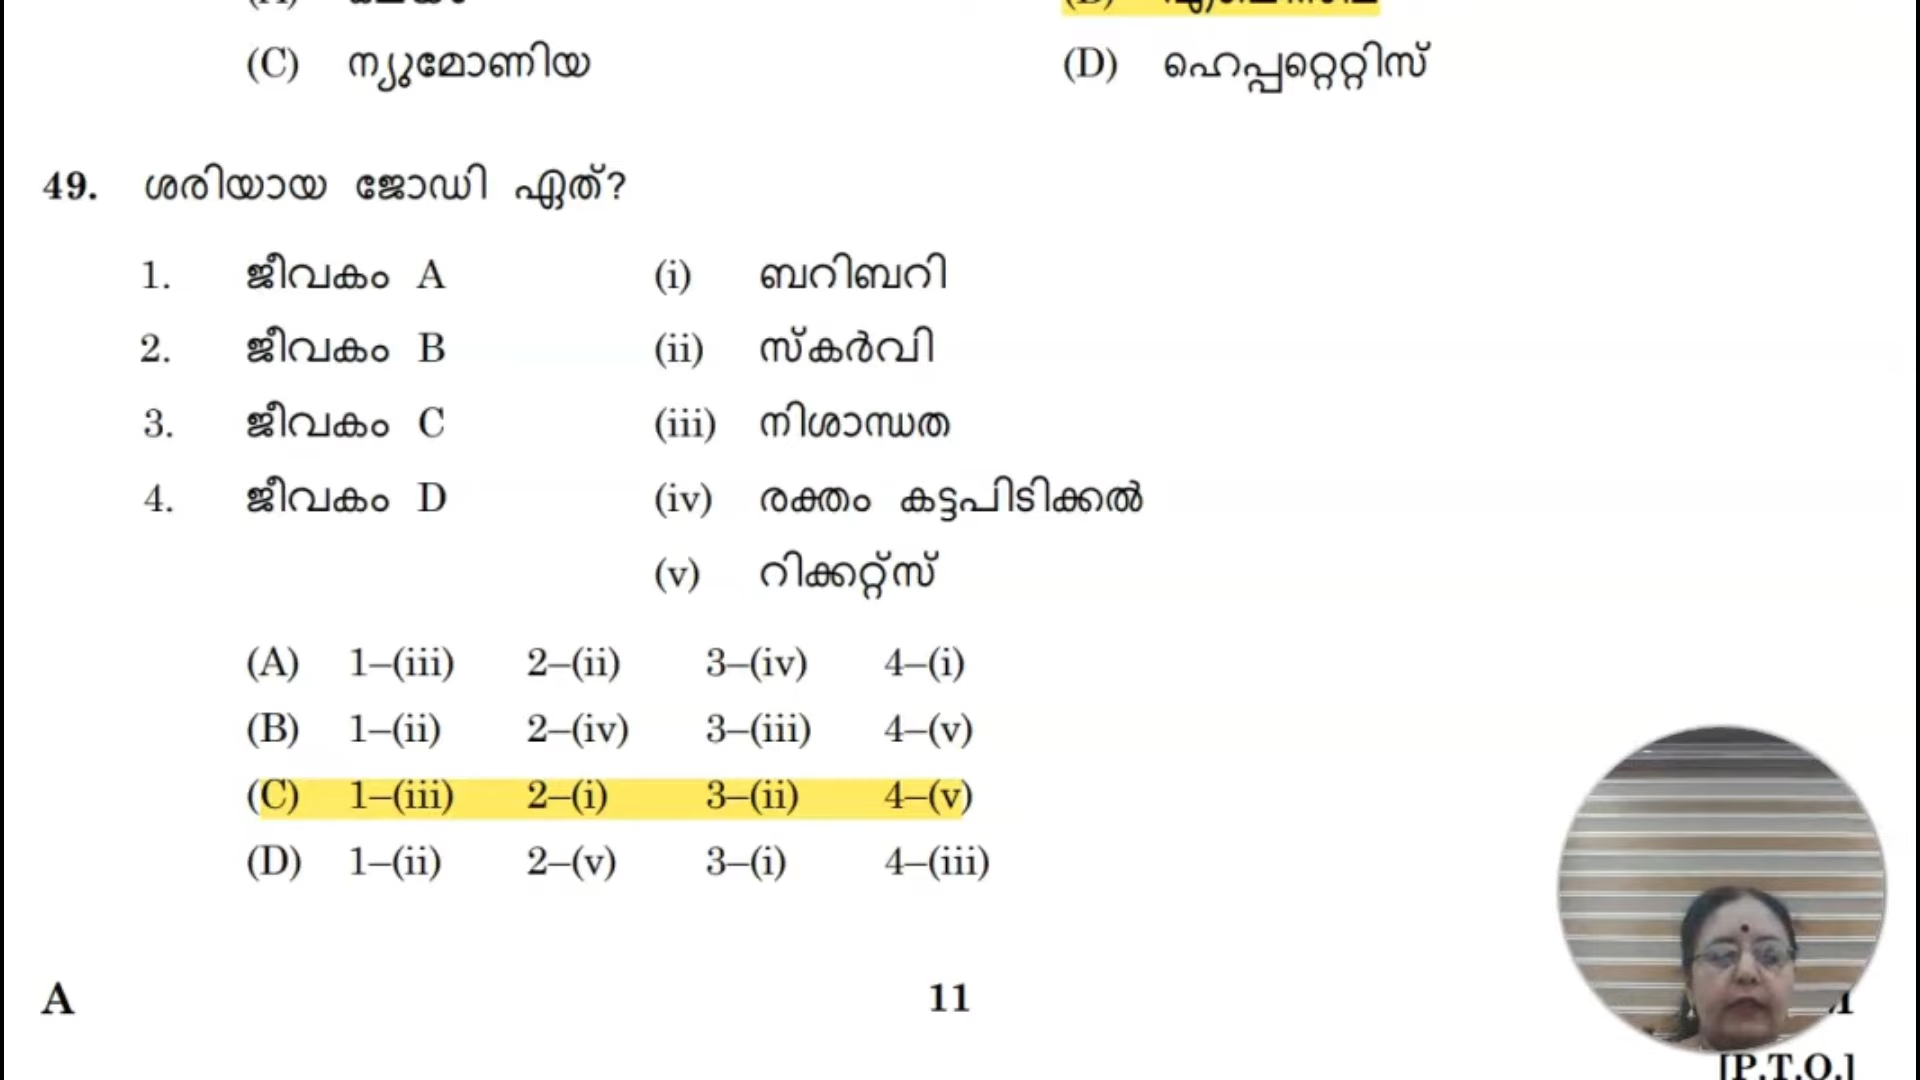 (C) ന്യുമോണിയ (D) ഹെപ്പറ്റെറ്റിസ്
49. ശരിയായ ജോഡി ഏത്?
1. ജീവകം A (i) ബറിബറി
2. ജീവകം B (ii) സ്കർവി
3. ജീവകം C (iii) നിശാന്ധത
4. ജീവകം D (iv) രക്തം കട്ടപിടിക്കൽ
(v) റിക്കറ്റ്സ്
(A) 1–(iii) 2–(ii) 3–(iv) 4–(i)
(B) 1–(ii) 2–(iv) 3–(iii) 4–(v)
(C) 1–(iii) 2–(i) 3–(ii) 4–(v)
(D) 1–(ii) 2–(v) 3–(i) 4–(iii)
A 11
[P.T.O.]